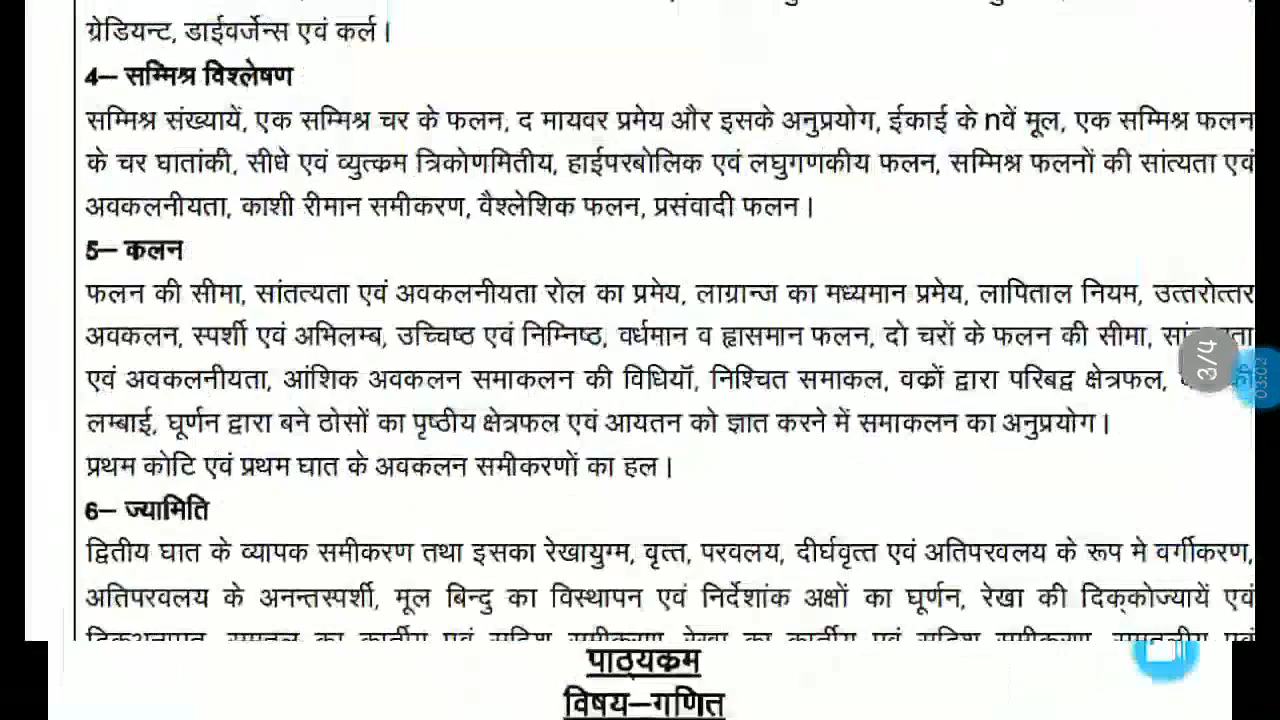 ग्रेडियन्ट, डाईवर्जेन्स एवं कर्ल।
4– सम्मिश्र विश्लेषण
सम्मिश्र संख्यायें, एक सम्मिश्र चर के फलन, द मायवर प्रमेय और इसके अनुप्रयोग, ईकाई के nवें मूल, एक सम्मिश्र फलन
के चर घातांकी, सीधे एवं व्युत्क्रम त्रिकोणमितीय, हाईपरबोलिक एवं लघुगणकीय फलन, सम्मिश्र फलनों की सांत्यता एवं
अवकलनीयता, काशी रीमान समीकरण, वैश्लेशिक फलन, प्रसंवादी फलन।
5– कलन
फलन की सीमा, सांतत्यता एवं अवकलनीयता रोल का प्रमेय, लाग्रान्ज का मध्यमान प्रमेय, लापिताल नियम, उत्तरोत्तर
अवकलन, स्पर्शी एवं अभिलम्ब, उच्चिष्ठ एवं निम्निष्ठ, वर्धमान व ह्रासमान फलन, दो चरों के फलन की सीमा,
एवं अवकलनीयता, आंशिक अवकलन समाकलन की विधियॉ, निश्चित समाकल, वक्रों द्वारा परिबद्व क्षेत्रफल,
लम्बाई, घूर्णन द्वारा बने ठोसों का पृष्ठीय क्षेत्रफल एवं आयतन को ज्ञात करने में समाकलन का अनुप्रयोग।
प्रथम कोटि एवं प्रथम घात के अवकलन समीकरणों का हल।
6– ज्यामिति
द्वितीय घात के व्यापक समीकरण तथा इसका रेखायुग्म, वृत्त, परवलय, दीर्घवृत्त एवं अतिपरवलय के रूप मे वर्गीकरण,
अतिपरवलय के अनन्तस्पर्शी, मूल बिन्दु का विस्थापन एवं निर्देशांक अक्षों का घूर्णन, रेखा की दिक्कोज्यायें एवं
3/4
03:02
पाठ्यक्रम
विषय–गणित